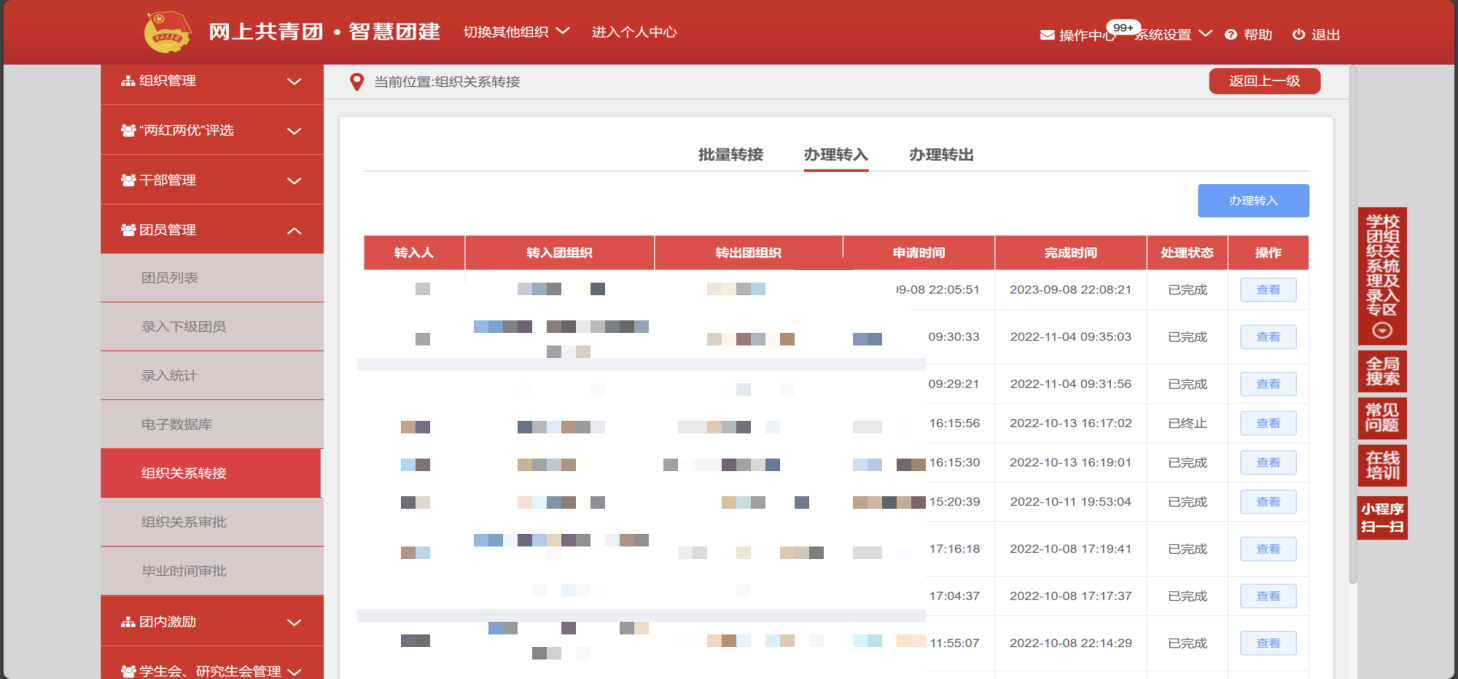 网上共青团 • 智慧团建 切换其他组织 进入个人中心 操作中心 99+ 系统设置 帮助 退出
组织管理
“两红两优”评选
干部管理
团员管理
团员列表
录入下级团员
录入统计
电子数据库
组织关系转接
组织关系审批
毕业时间审批
团内激励
学生会、研究生会管理
当前位置:组织关系转接 返回上一级
批量转接 办理转入 办理转出
办理转入
转入人 转入团组织 转出团组织 申请时间 完成时间 处理状态 操作
09-08 22:05:51 2023-09-08 22:08:21 已完成 查看
09:30:33 2022-11-04 09:35:03 已完成 查看
09:29:21 2022-11-04 09:31:56 已完成 查看
16:15:56 2022-10-13 16:17:02 已终止 查看
16:15:30 2022-10-13 16:19:01 已完成 查看
15:20:39 2022-10-11 19:53:04 已完成 查看
17:16:18 2022-10-08 17:19:41 已完成 查看
17:04:37 2022-10-08 17:17:37 已完成 查看
11:55:07 2022-10-08 22:14:29 已完成 查看
学校
团组
织关
系梳
理及
录入
专区
全局
搜索
常见
问题
在线
培训
小程序
扫一扫